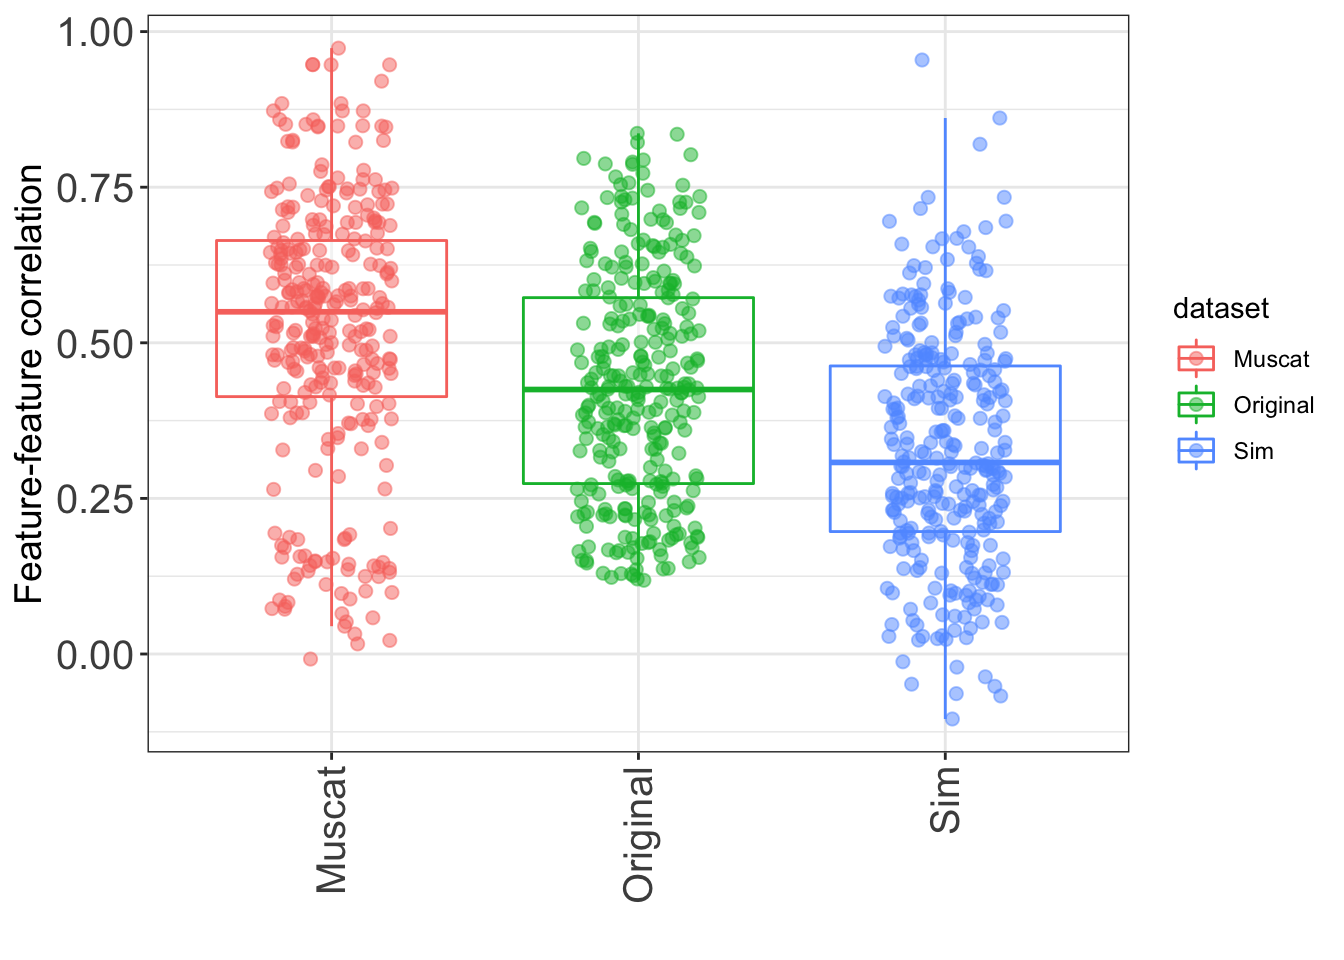 Feature-feature correlation
1.00
0.75
0.50
0.25
0.00
Muscat
Original
Sim
dataset
Muscat
Original
Sim